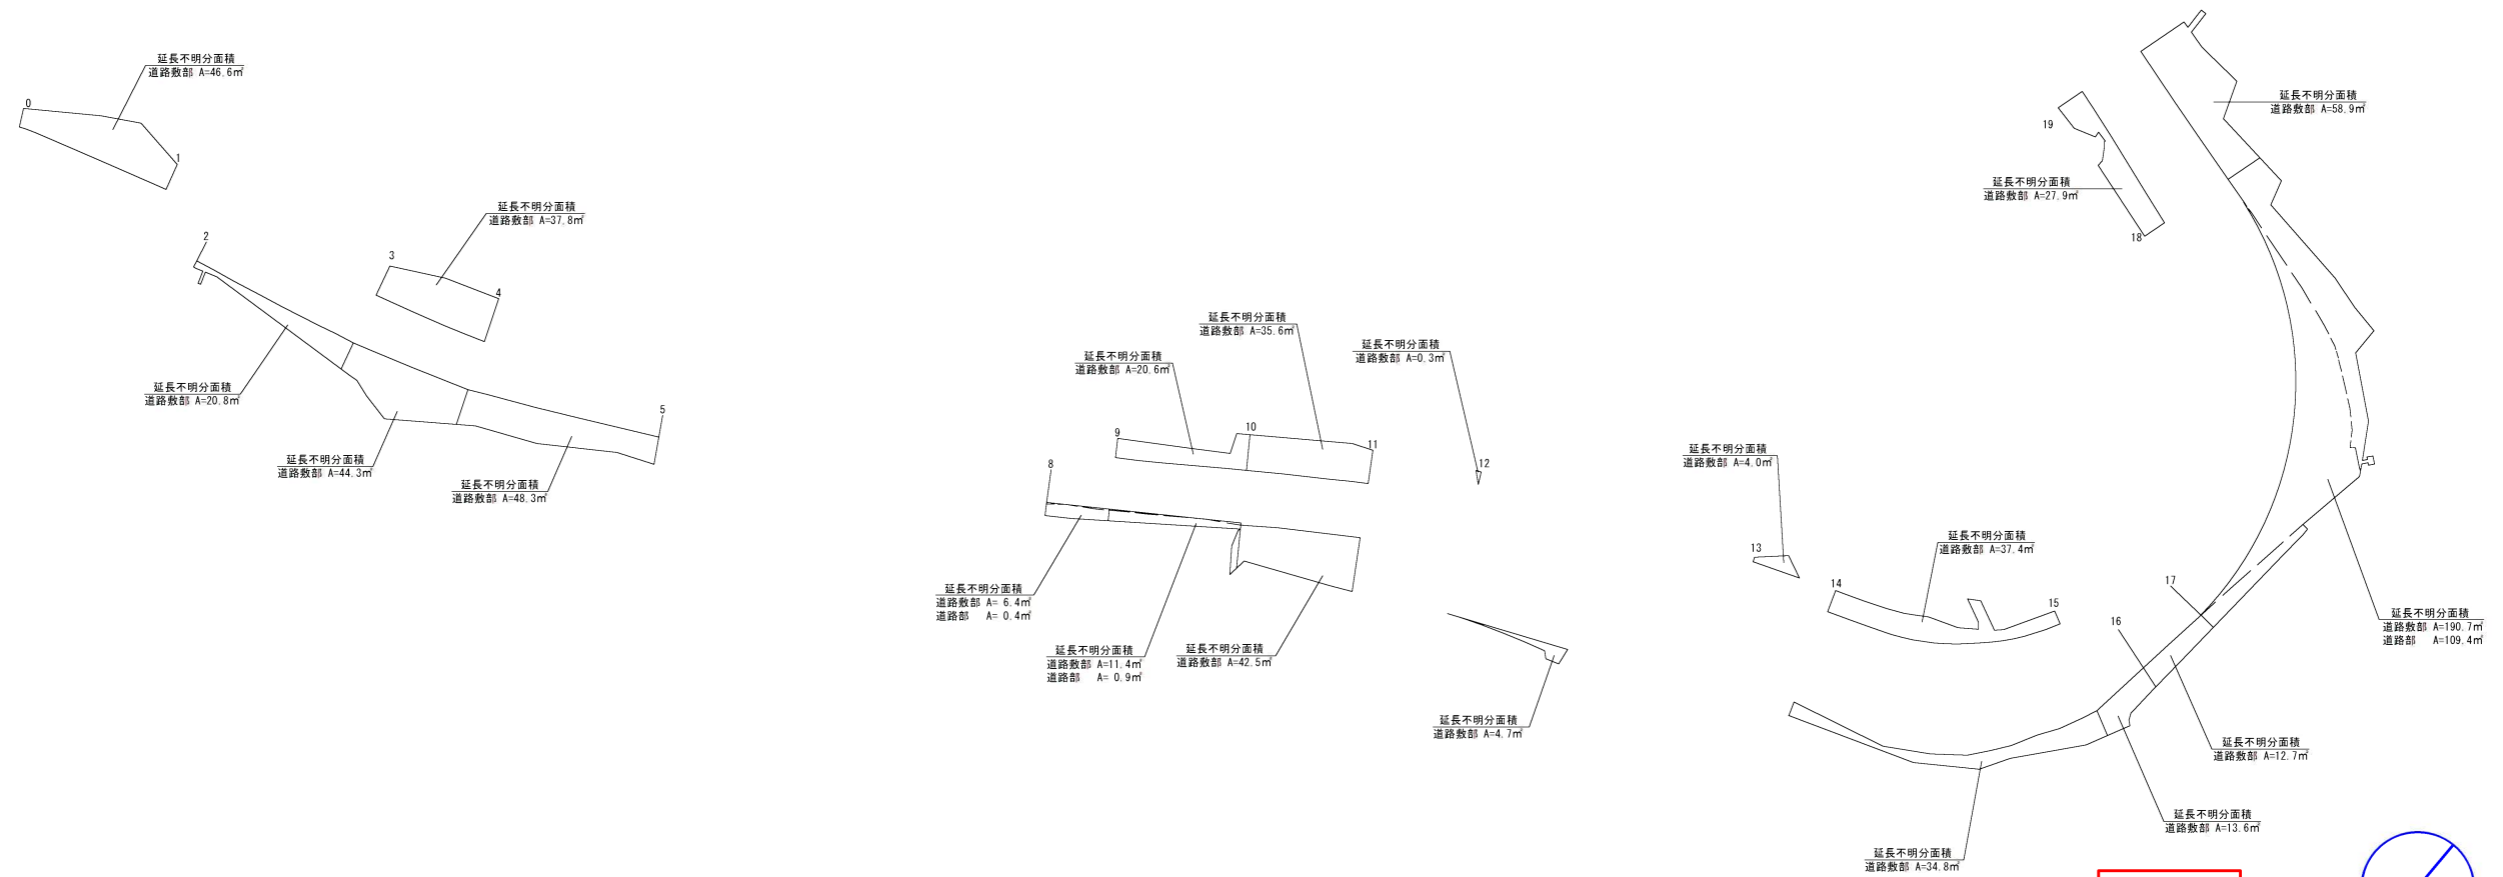 延長不明分面積
道路敷部 A=46.6㎡
0
1
延長不明分面積
道路敷部 A=37.8㎡
2
3
4
延長不明分面積
道路敷部 A=20.8㎡
5
延長不明分面積
道路敷部 A=44.3㎡
延長不明分面積
道路敷部 A=48.3㎡
延長不明分面積
道路敷部 A=35.6㎡
延長不明分面積
道路敷部 A=20.6㎡
延長不明分面積
道路敷部 A=0.3㎡
8
9
10
11
12
延長不明分面積
道路敷部 A= 6.4㎡
道路部 A= 0.4㎡
延長不明分面積
道路敷部 A=11.4㎡
道路部 A= 0.9㎡
延長不明分面積
道路敷部 A=42.5㎡
延長不明分面積
道路敷部 A=4.7㎡
延長不明分面積
道路敷部 A=58.9㎡
19
延長不明分面積
道路敷部 A=27.9㎡
18
延長不明分面積
道路敷部 A=4.0㎡
13
延長不明分面積
道路敷部 A=37.4㎡
14
15
17
16
延長不明分面積
道路敷部 A=190.7㎡
道路部 A=109.4㎡
延長不明分面積
道路敷部 A=12.7㎡
延長不明分面積
道路敷部 A=13.6㎡
延長不明分面積
道路敷部 A=34.8㎡